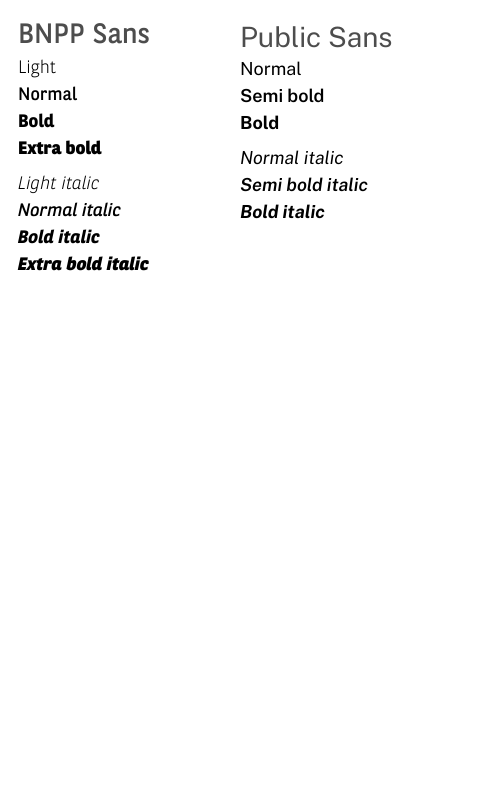 BNPP Sans
Light
Normal
Bold
Extra bold
Light italic
Normal italic
Bold italic
Extra bold italic
Public Sans
Normal
Semi bold
Bold
Normal italic
Semi bold italic
Bold italic